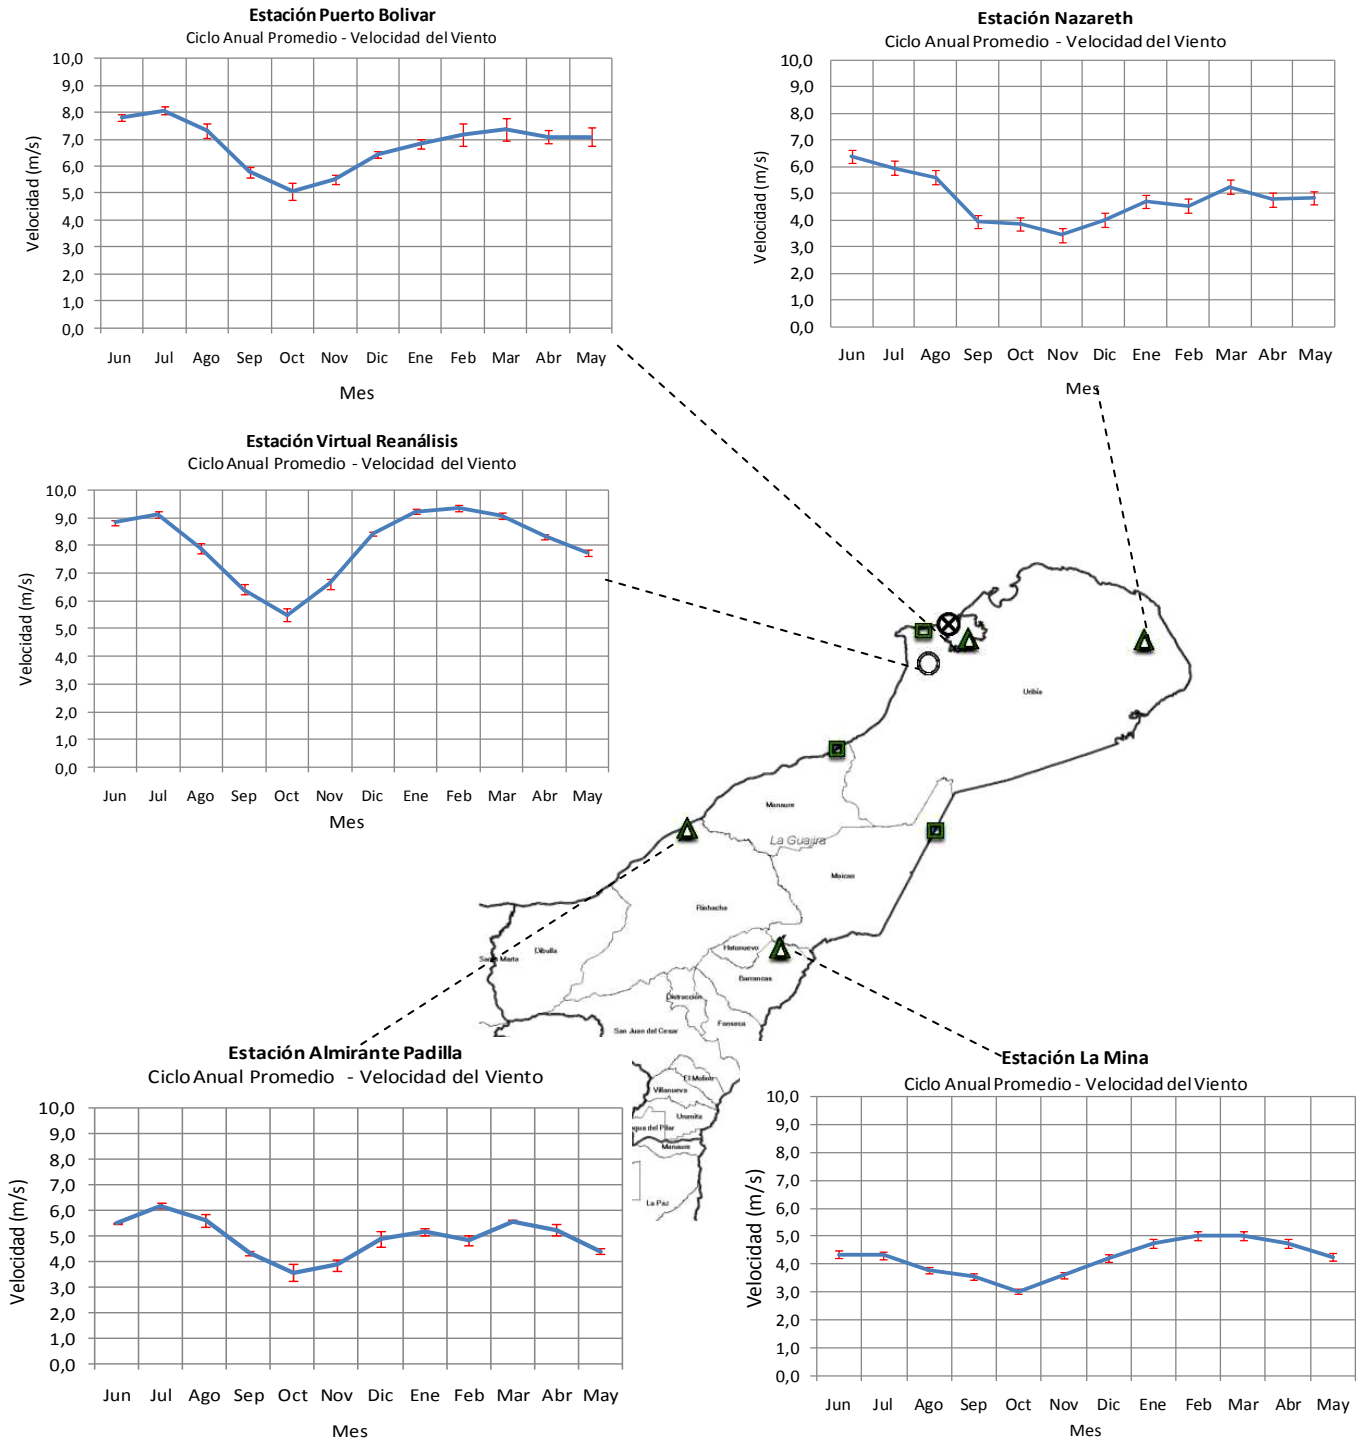 Estación Puerto Bolivar
Ciclo Anual Promedio - Velocidad del Viento
Velocidad (m/s)
10,0
9,0
8,0
7,0
6,0
5,0
4,0
3,0
2,0
1,0
0,0
Jun Jul Ago Sep Oct Nov Dic Ene Feb Mar Abr May
Mes
Estación Nazareth
Ciclo Anual Promedio - Velocidad del Viento
Velocidad (m/s)
10,0
9,0
8,0
7,0
6,0
5,0
4,0
3,0
2,0
1,0
0,0
Jun Jul Ago Sep Oct Nov Dic Ene Feb Mar Abr May
Mes
Estación Virtual Reanálisis
Ciclo Anual Promedio - Velocidad del Viento
Velocidad (m/s)
10,0
9,0
8,0
7,0
6,0
5,0
4,0
3,0
2,0
1,0
0,0
Jun Jul Ago Sep Oct Nov Dic Ene Feb Mar Abr May
Mes
Uribia
Manaure
La Guajira
Maicao
Riohacha
Dibulla
Santa Marta
Hatonuevo
Barrancas
Distracción
Fonseca
San Juan del Cesar
El Molino
Villanueva
Urumita
Manaure
La Paz
Estación Almirante Padilla
Ciclo Anual Promedio - Velocidad del Viento
Velocidad (m/s)
10,0
9,0
8,0
7,0
6,0
5,0
4,0
3,0
2,0
1,0
0,0
Jun Jul Ago Sep Oct Nov Dic Ene Feb Mar Abr May
Mes
Estación La Mina
Ciclo Anual Promedio - Velocidad del Viento
Velocidad (m/s)
10,0
9,0
8,0
7,0
6,0
5,0
4,0
3,0
2,0
1,0
0,0
Jun Jul Ago Sep Oct Nov Dic Ene Feb Mar Abr May
Mes